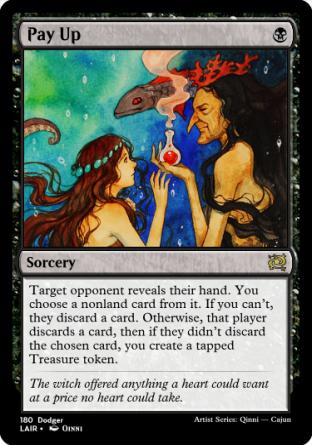 Pay Up
Sorcery
Target opponent reveals their hand. You
choose a nonland card from it. If you can't,
they discard a card. Otherwise, that player
discards a card, then if they didn't discard
the chosen card, you create a tapped
Treasure token.
The witch offered anything a heart could want
at a price no heart could take.
180 Dodger
Artist Series: Qinni — Cajun
LAIR • Qinni